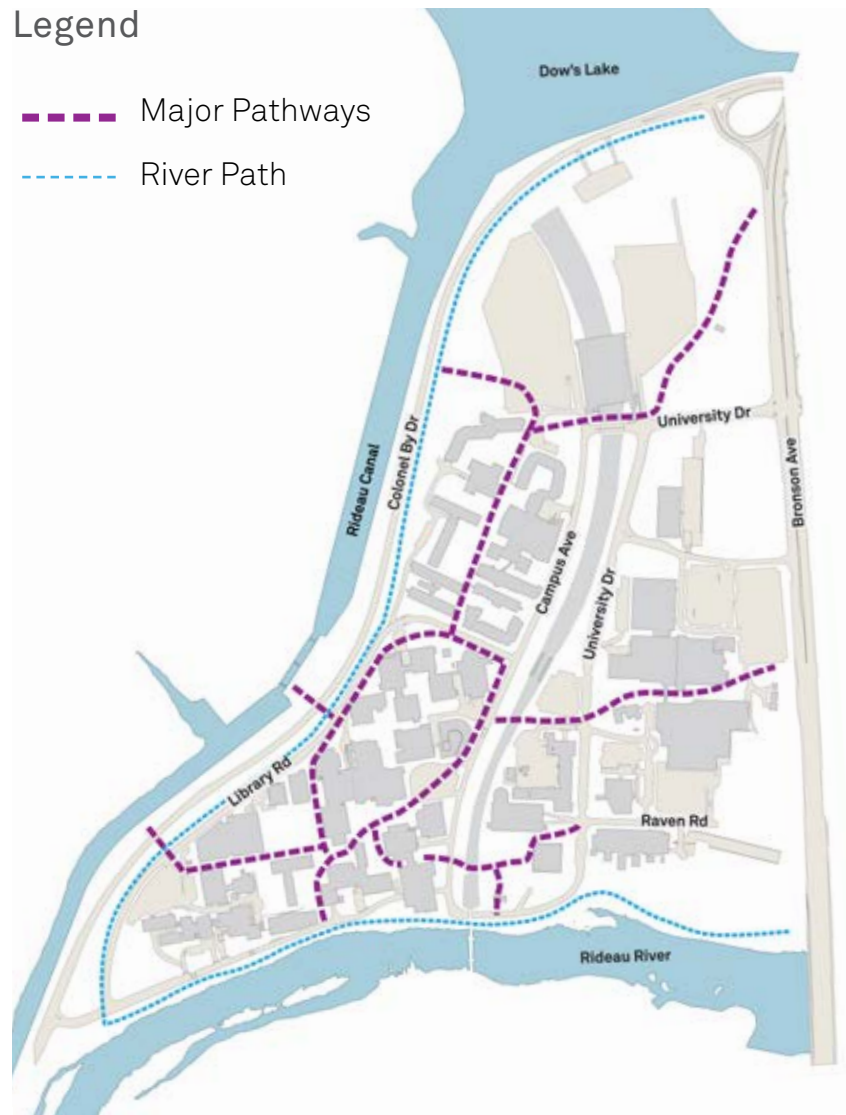 Legend
Major Pathways
River Path
Dow's Lake
University Dr
Colonel By Dr
Rideau Canal
Bronson Ave
Campus Ave
University Dr
Library Rd
Raven Rd
Rideau River